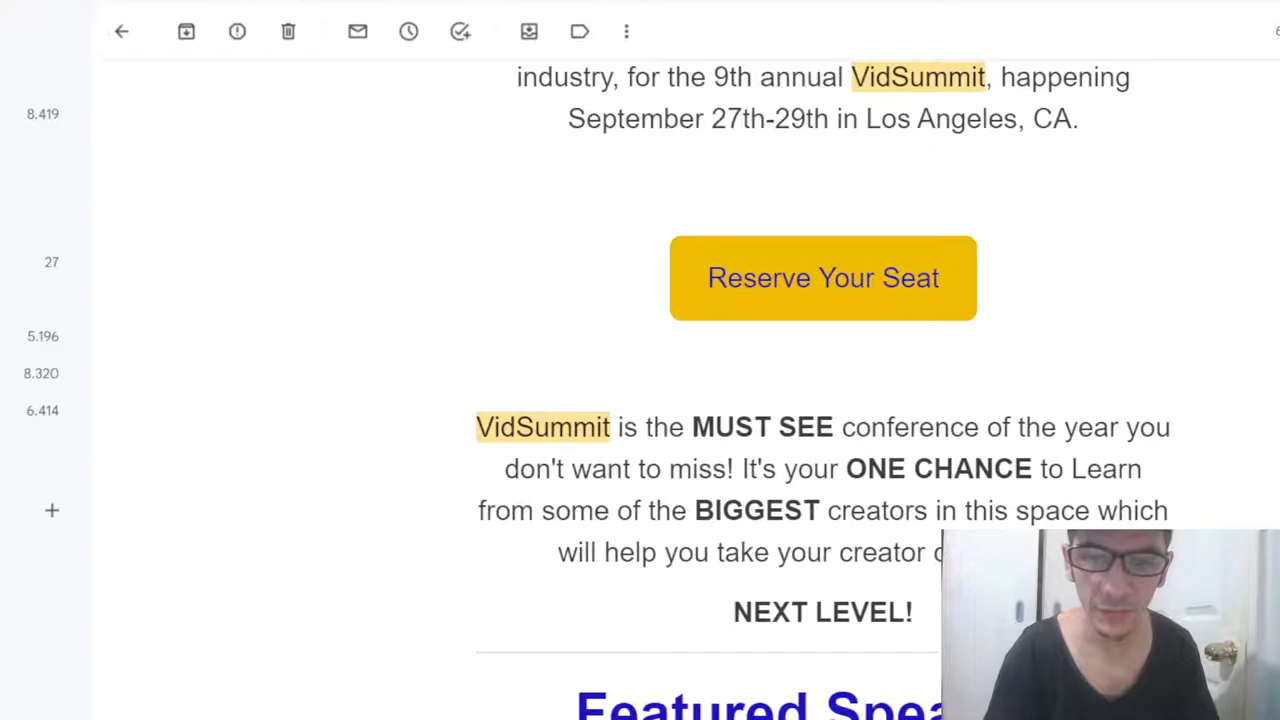 industry, for the 9th annual VidSummit, happening
8.419
September 27th-29th in Los Angeles, CA.
27
Reserve Your Seat
5.196
8.320
6.414
VidSummit is the MUST SEE conference of the year you
don't want to miss! It's your ONE CHANCE to Learn
from some of the BIGGEST creators in this space which
will help you take your creator
NEXT LEVEL!
Featured